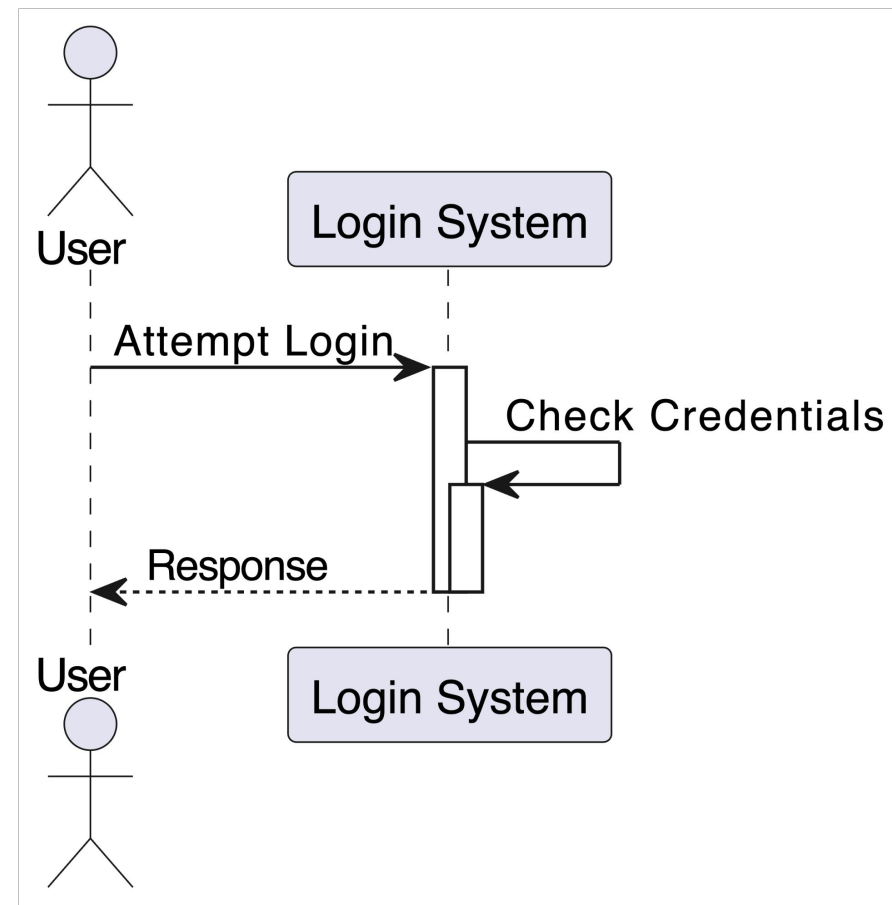 User
Login System
Attempt Login
Check Credentials
Response
User
Login System